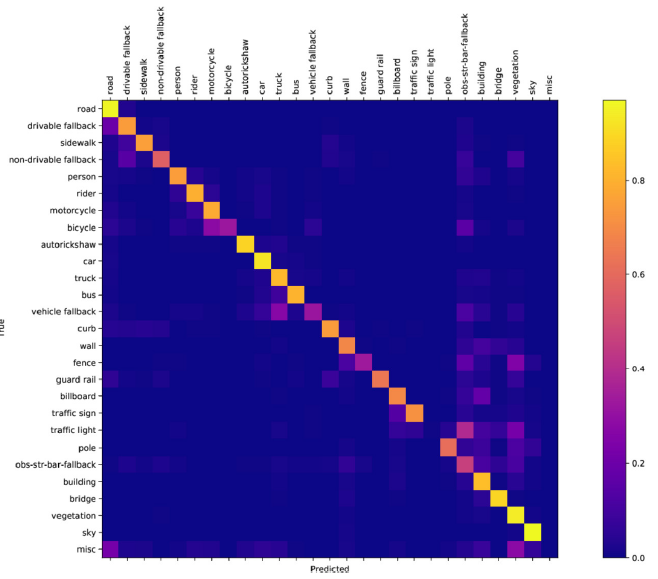 road
drivable fallback
sidewalk
non-drivable fallback
person
rider
motorcycle
bicycle
autorickshaw
car
truck
bus
vehicle fallback
curb
wall
fence
guard rail
billboard
traffic sign
traffic light
pole
obs-str-bar-fallback
building
bridge
vegetation
sky
misc
road
drivable fallback
sidewalk
non-drivable fallback
person
rider
motorcycle
bicycle
autorickshaw
car
truck
bus
vehicle fallback
curb
wall
fence
guard rail
billboard
traffic sign
traffic light
pole
obs-str-bar-fallback
building
bridge
vegetation
sky
misc
True
Predicted
0.8
0.6
0.4
0.2
0.0